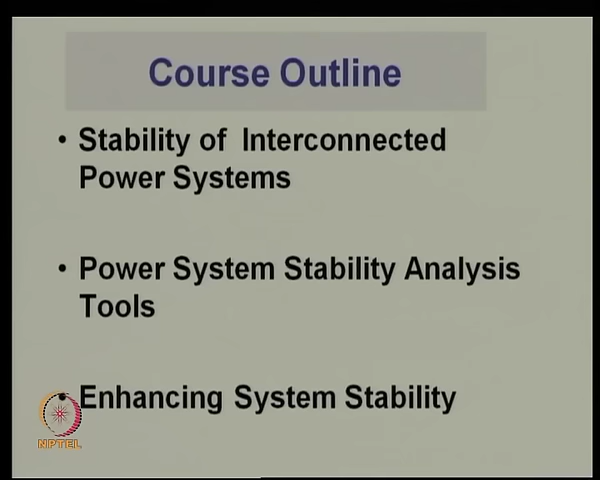 Course Outline
• Stability of Interconnected
Power Systems
• Power System Stability Analysis
Tools
Enhancing System Stability
NPTEL